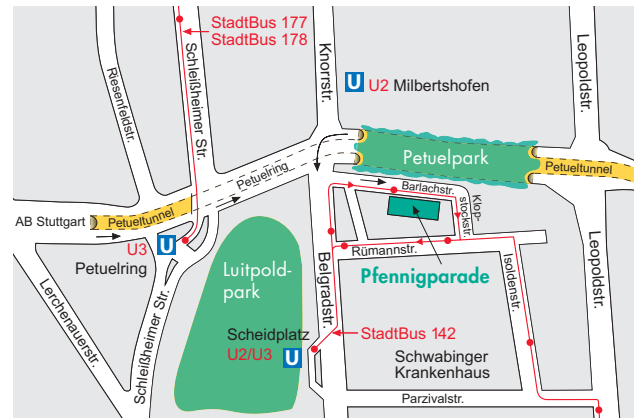 StadtBus 177
StadtBus 178
Schleißheimer Str.
Knorrstr.
Leopoldstr.
Riesenfeldstr.
U
U2 Milbertshofen
Petuelpark
Petueltunnel
Petuelring
Barlachstr.
Klop-
stockstr.
AB Stuttgart
Petueltunnel
U3
U
Petuelring
Rümannstr.
Pfennigparade
Luitpold-
park
Belgradstr.
Isoldenstr.
Leopoldstr.
Lerchenauerstr.
Schleißheimer Str.
Scheidplatz
U2/U3
U
StadtBus 142
Schwabinger
Krankenhaus
Parzivalstr.